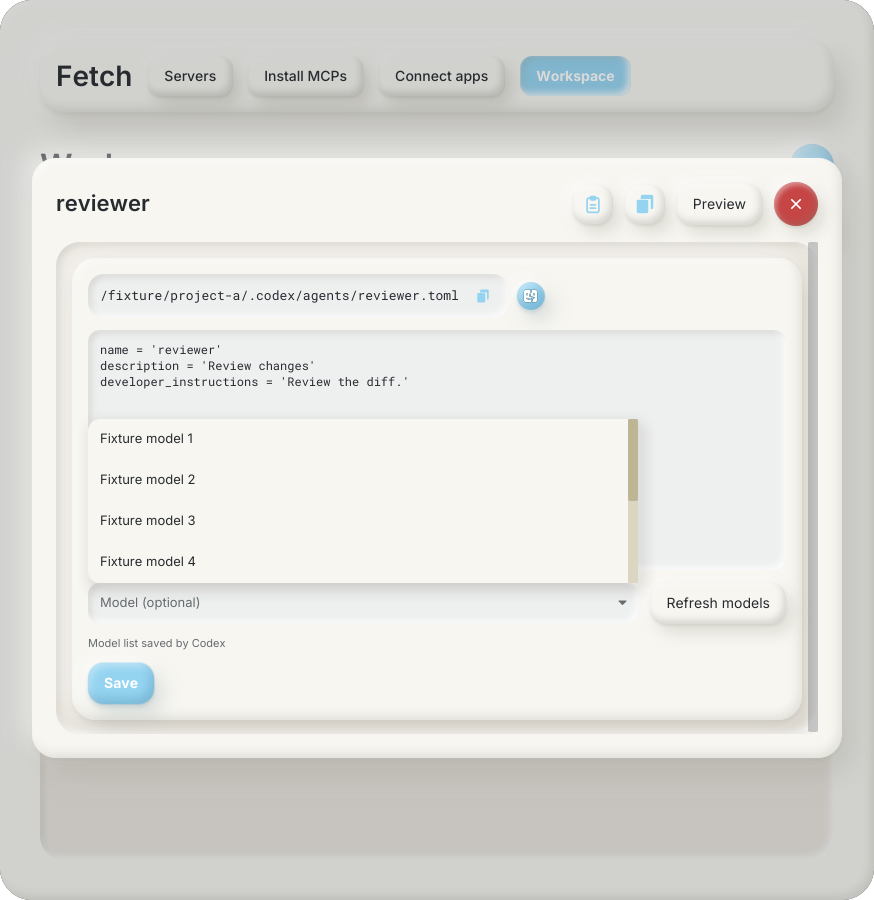 Fetch
Servers
Install MCPs
Connect apps
Workspace
reviewer
Preview
/fixture/project-a/.codex/agents/reviewer.toml
name = 'reviewer'
description = 'Review changes'
developer_instructions = 'Review the diff.'
Fixture model 1
Fixture model 2
Fixture model 3
Fixture model 4
Model (optional)
Refresh models
Model list saved by Codex
Save